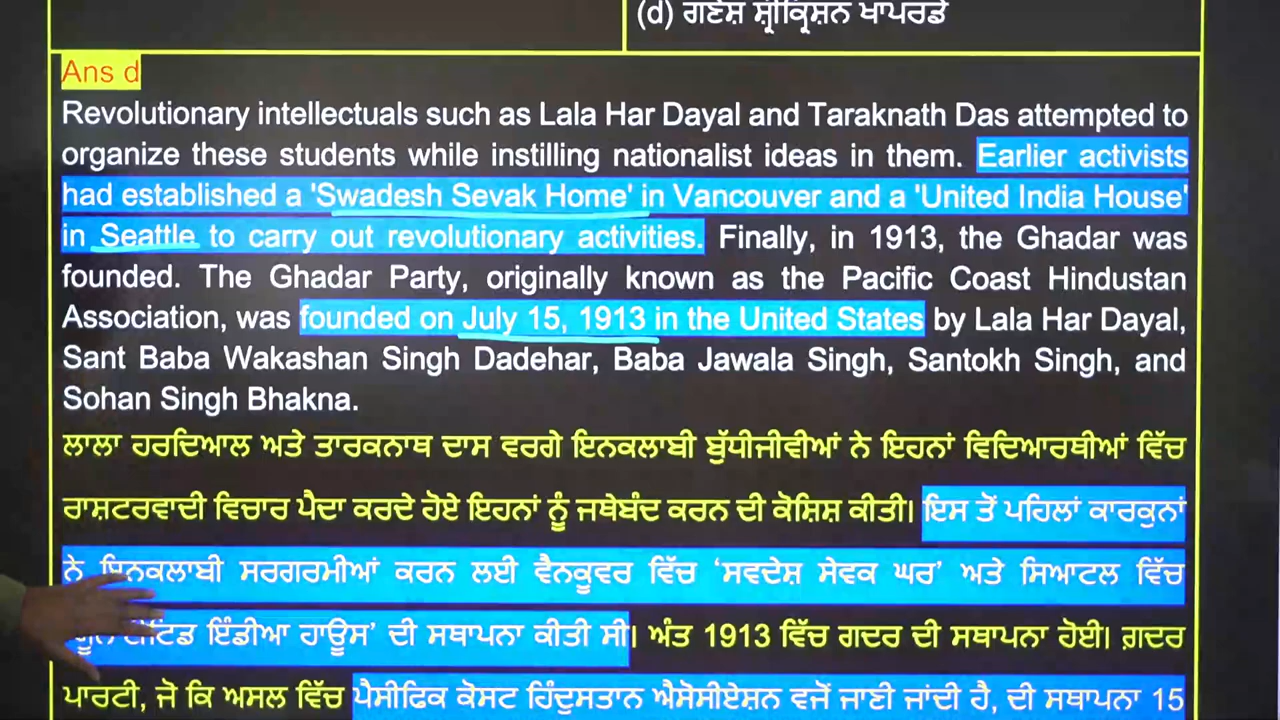 (d) ਗਣੇਸ਼ ਸ਼੍ਰੀਕ੍ਰਿਸ਼ਨ ਖਾਪਰਡੇ
Ans d
Revolutionary intellectuals such as Lala Har Dayal and Taraknath Das attempted to
organize these students while instilling nationalist ideas in them. Earlier activists
had established a 'Swadesh Sevak Home' in Vancouver and a 'United India House'
in Seattle to carry out revolutionary activities. Finally, in 1913, the Ghadar was
founded. The Ghadar Party, originally known as the Pacific Coast Hindustan
Association, was founded on July 15, 1913 in the United States by Lala Har Dayal,
Sant Baba Wakashan Singh Dadehar, Baba Jawala Singh, Santokh Singh, and
Sohan Singh Bhakna.
ਲਾਲਾ ਹਰਦਿਆਲ ਅਤੇ ਤਾਰਕਨਾਥ ਦਾਸ ਵਰਗੇ ਇਨਕਲਾਬੀ ਬੁੱਧੀਜੀਵੀਆਂ ਨੇ ਇਹਨਾਂ ਵਿਦਿਆਰਥੀਆਂ ਵਿੱਚ
ਰਾਸ਼ਟਰਵਾਦੀ ਵਿਚਾਰ ਪੈਦਾ ਕਰਦੇ ਹੋਏ ਇਹਨਾਂ ਨੂੰ ਜਥੇਬੰਦ ਕਰਨ ਦੀ ਕੋਸ਼ਿਸ਼ ਕੀਤੀ। ਇਸ ਤੋਂ ਪਹਿਲਾਂ ਕਾਰਕੁਨਾਂ
ਨੇ ਇਨਕਲਾਬੀ ਸਰਗਰਮੀਆਂ ਕਰਨ ਲਈ ਵੈਨਕੂਵਰ ਵਿੱਚ ‘ਸਵਦੇਸ਼ ਸੇਵਕ ਘਰ’ ਅਤੇ ਸਿਆਟਲ ਵਿੱਚ
ਇੰਡੀਆ ਹਾਊਸ’ ਦੀ ਸਥਾਪਨਾ ਕੀਤੀ ਸੀ। ਅੰਤ 1913 ਵਿੱਚ ਗਦਰ ਦੀ ਸਥਾਪਨਾ ਹੋਈ। ਗ਼ਦਰ
ਪਾਰਟੀ, ਜੋ ਕਿ ਅਸਲ ਵਿੱਚ ਪੈਸੀਫਿਕ ਕੋਸਟ ਹਿੰਦੁਸਤਾਨ ਐਸੋਸੀਏਸ਼ਨ ਵਜੋਂ ਜਾਣੀ ਜਾਂਦੀ ਹੈ, ਦੀ ਸਥਾਪਨਾ 15